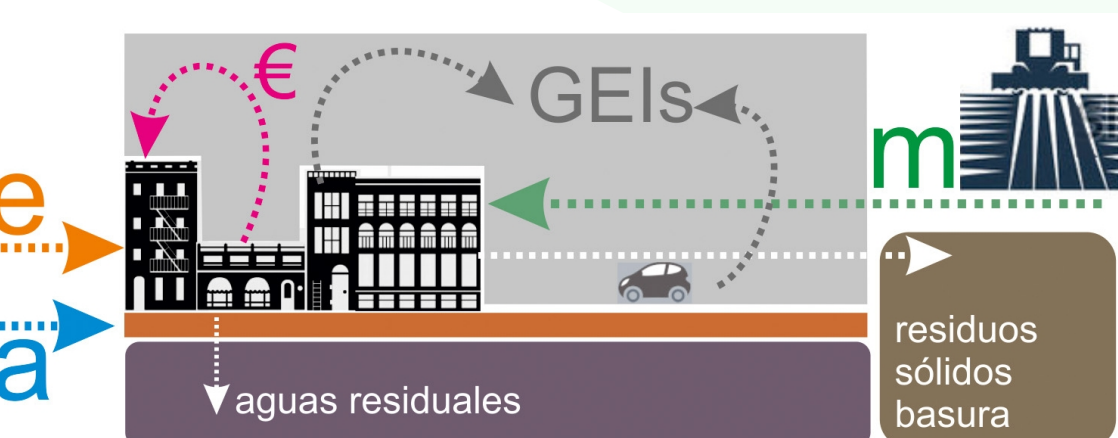 €
GEIs
m
e
a
aguas residuales
residuos
sólidos
basura